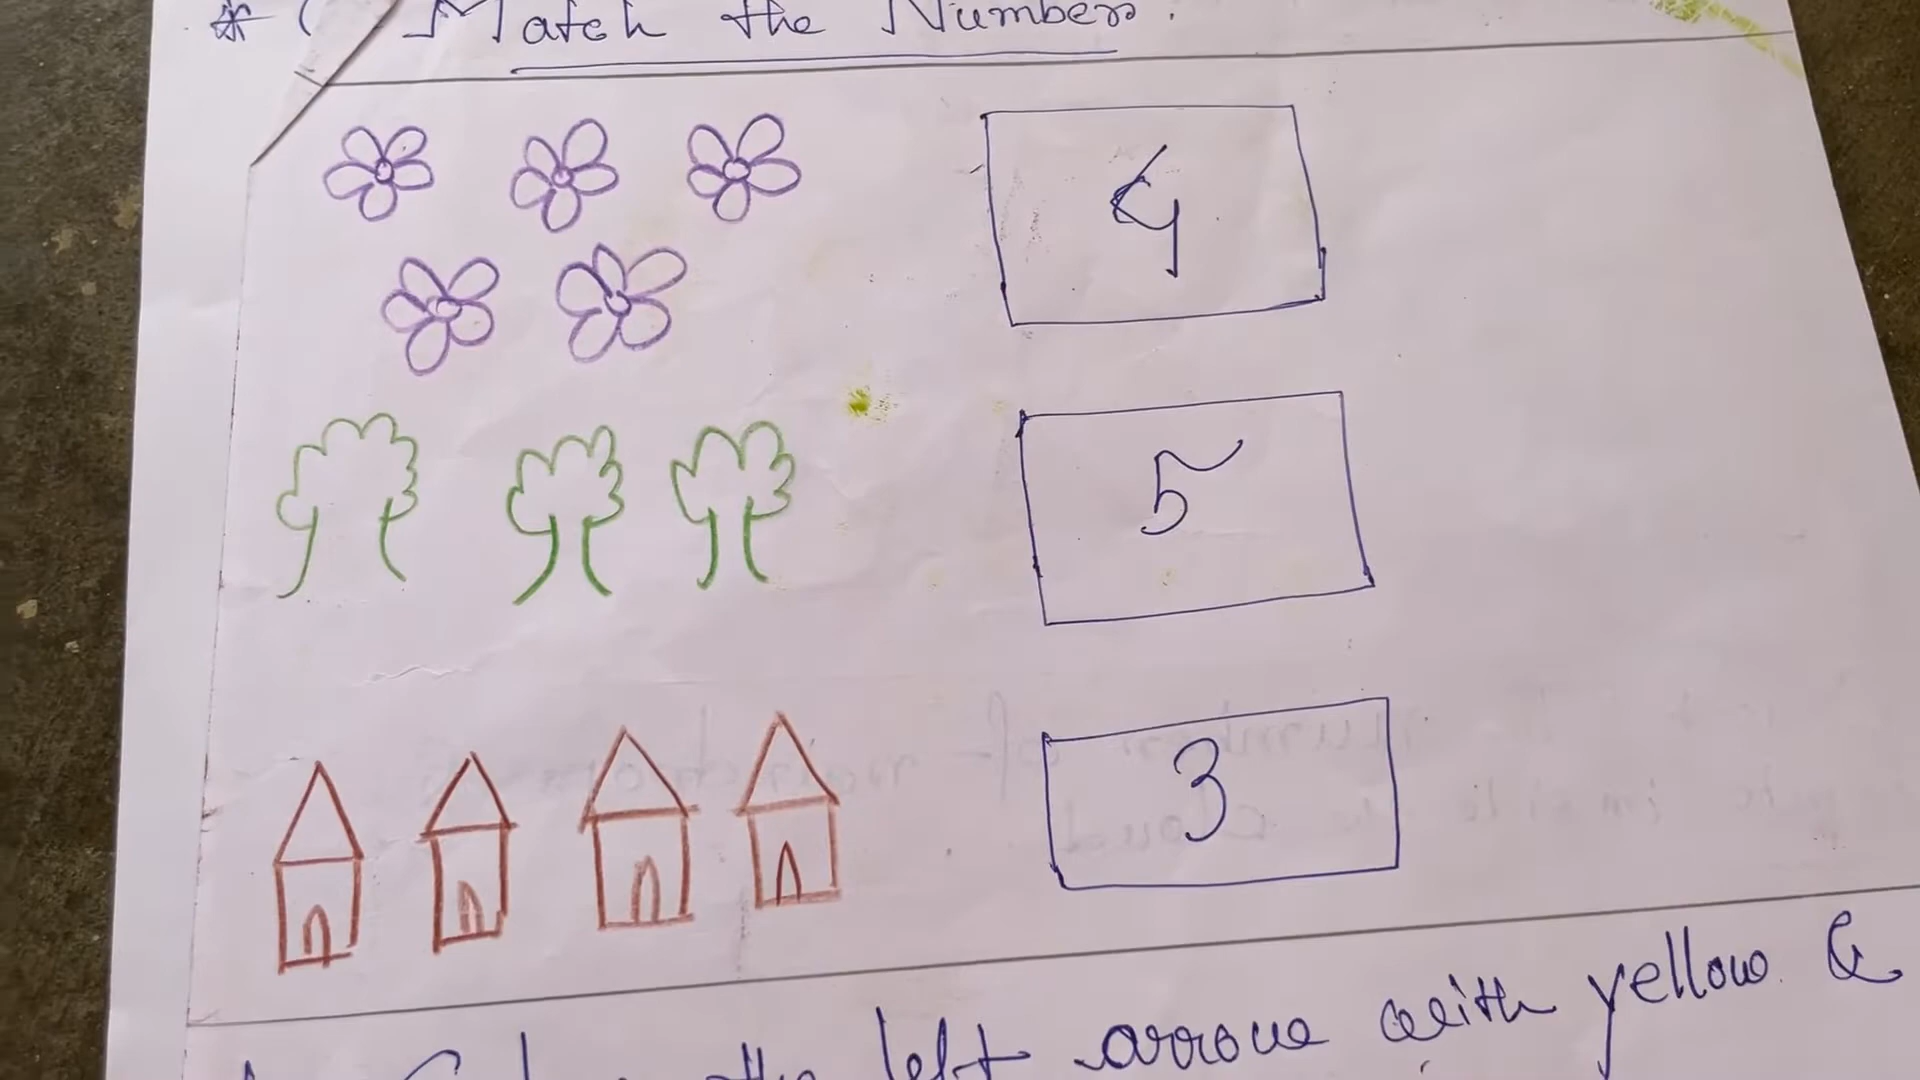 * ( Match the Numbers.
4
5
3
the left arrow with yellow &